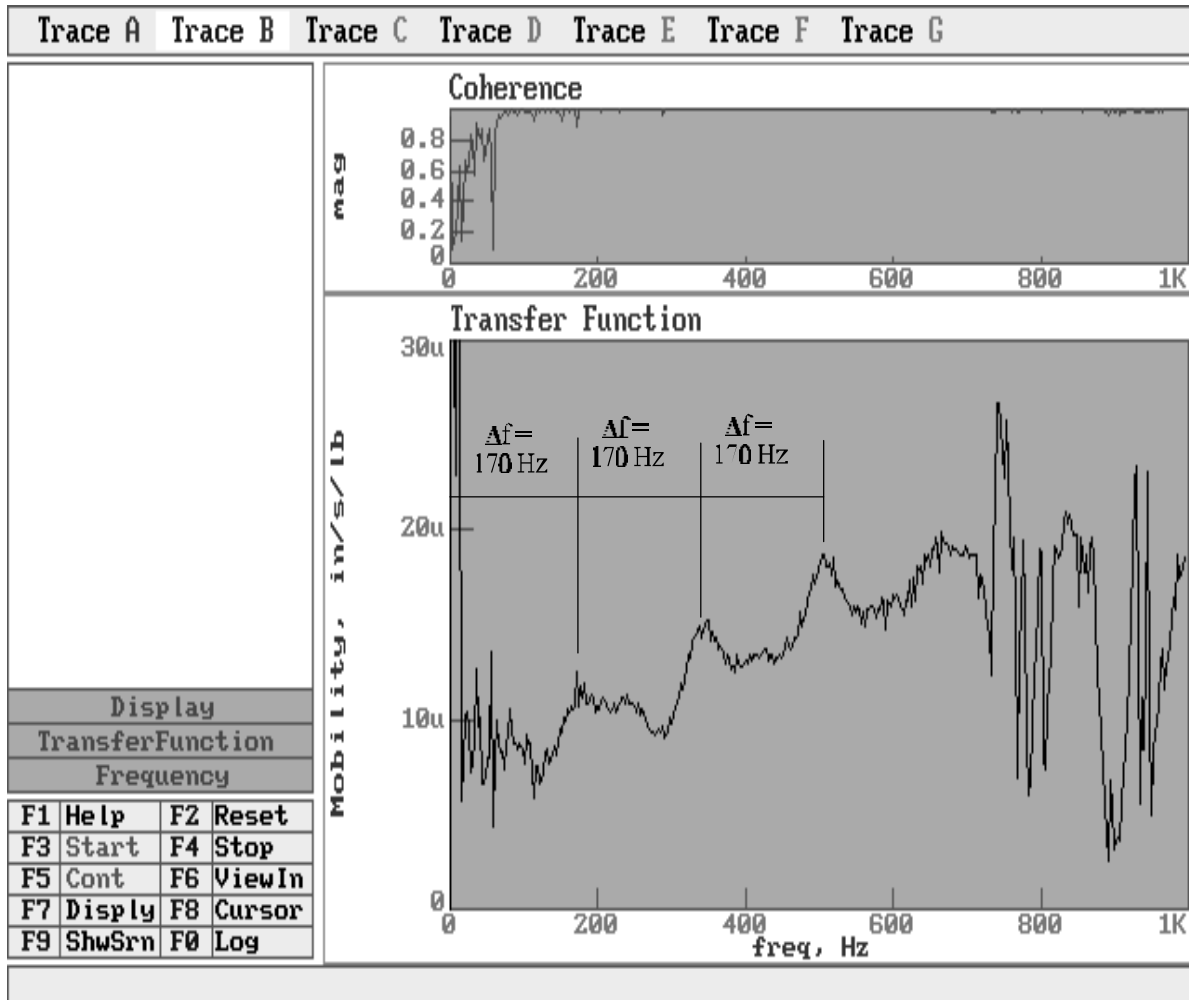 Trace A Trace B Trace C Trace D Trace E Trace F Trace G
Coherence
mag
0.8
0.6
0.4
0.2
0
0 200 400 600 800 1K
Transfer Function
Mobility, in/s/lb
30u
20u
10u
0
Δf=
170 Hz
Δf=
170 Hz
Δf=
170 Hz
0 200 400 600 800 1K
freq, Hz
Display
TransferFunction
Frequency
F1 Help F2 Reset
F3 Start F4 Stop
F5 Cont F6 ViewIn
F7 Disply F8 Cursor
F9 ShwSrn F0 Log